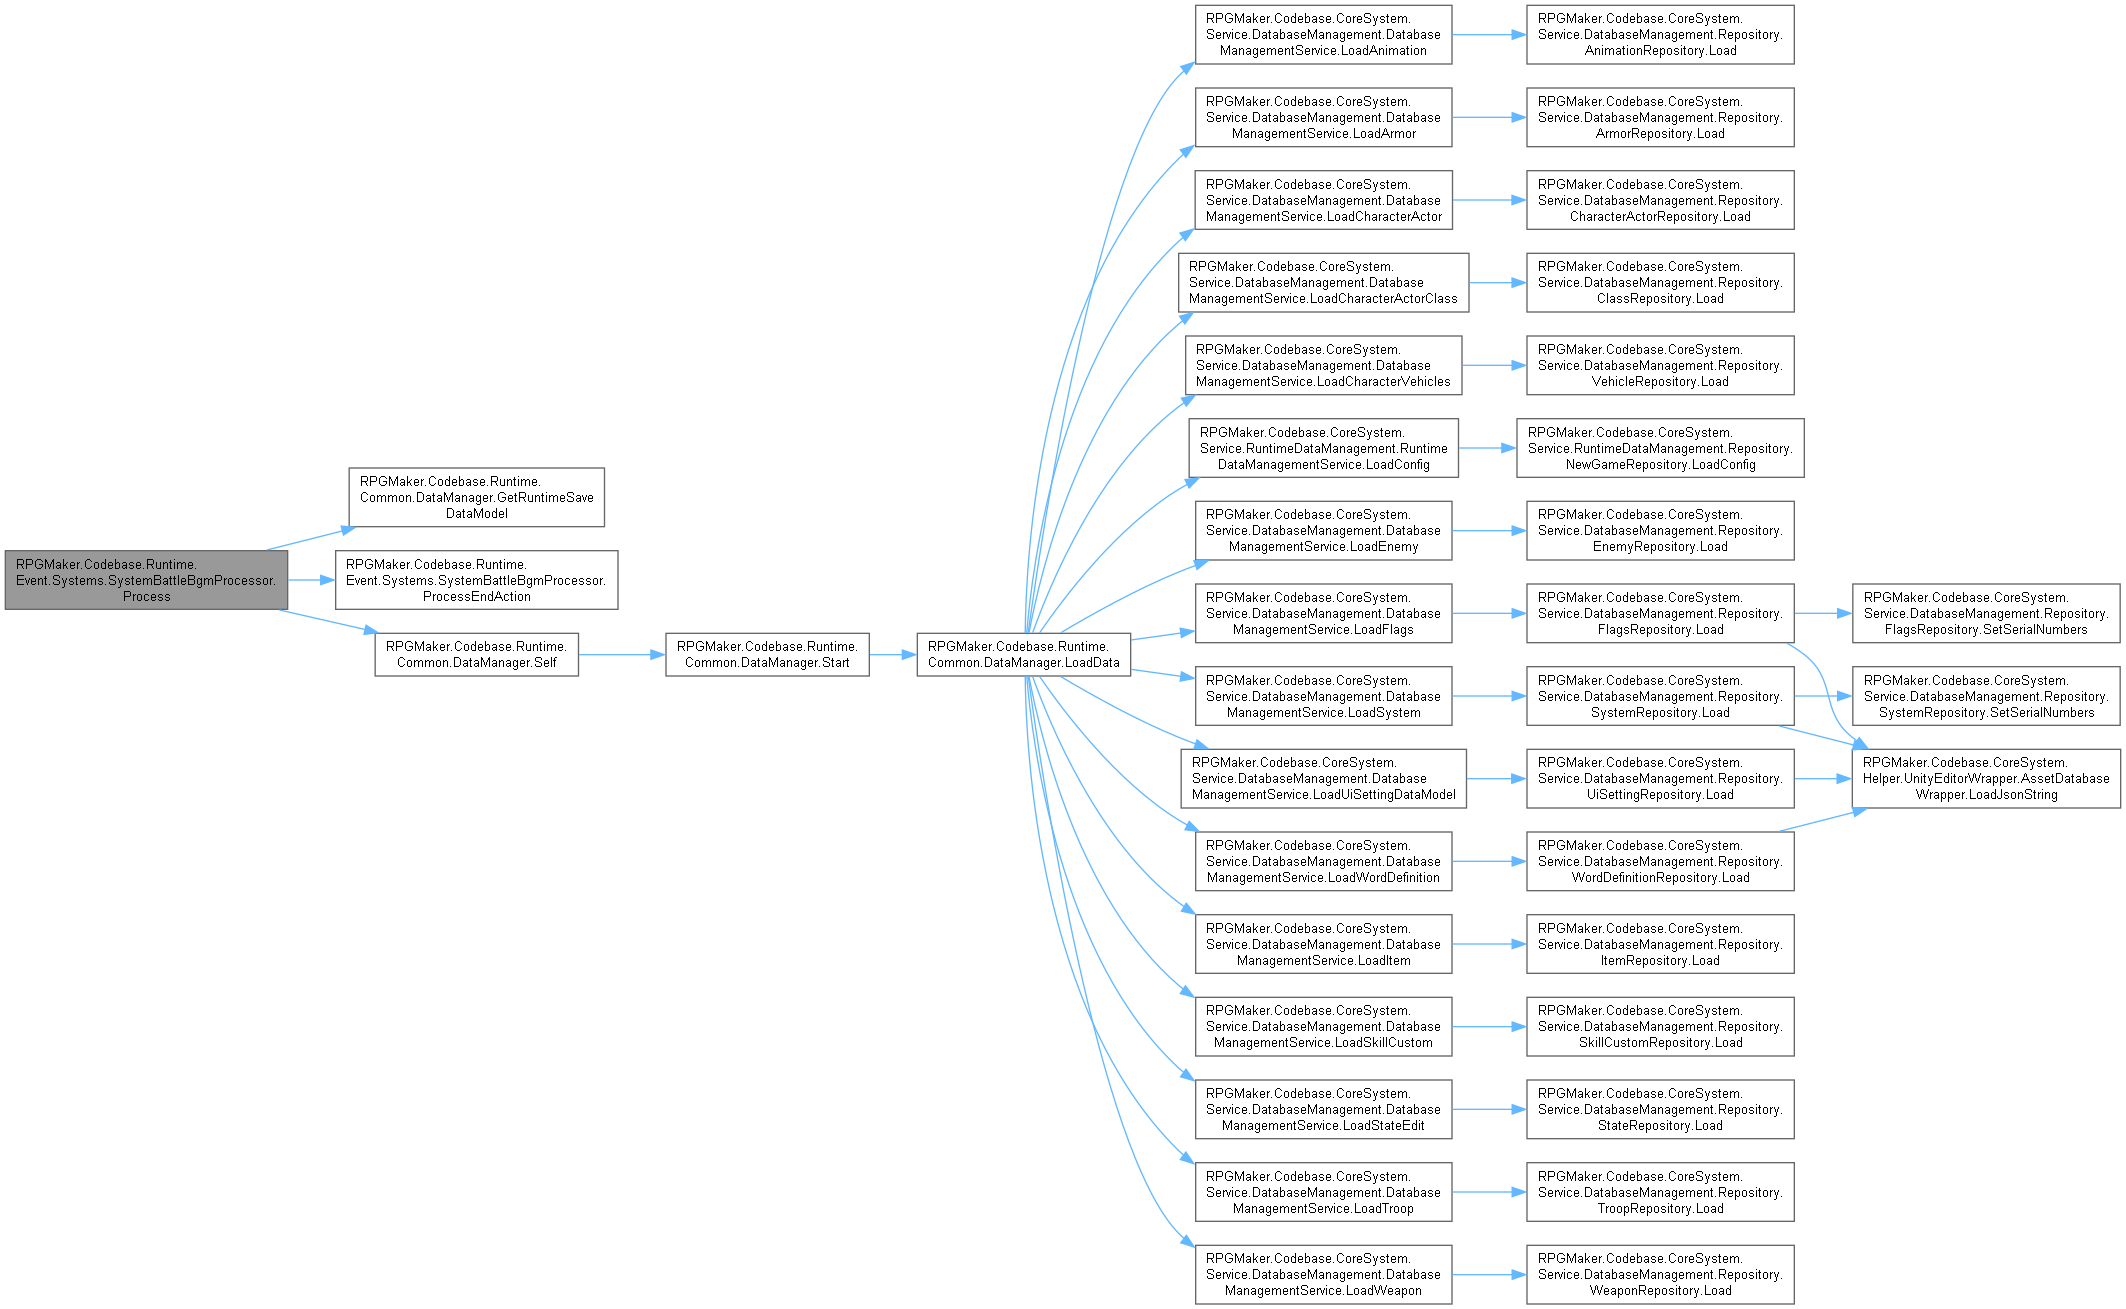 RPGMaker.Codebase.Runtime.
Event.Systems.SystemBattleBgmProcessor.
Process
RPGMaker.Codebase.Runtime.
Common.DataManager.GetRuntimeSave
DataModel
RPGMaker.Codebase.Runtime.
Event.Systems.SystemBattleBgmProcessor.
ProcessEndAction
RPGMaker.Codebase.Runtime.
Common.DataManager.Self
RPGMaker.Codebase.Runtime.
Common.DataManager.Start
RPGMaker.Codebase.Runtime.
Common.DataManager.LoadData
RPGMaker.Codebase.CoreSystem.
Service.DatabaseManagement.Database
ManagementService.LoadAnimation
RPGMaker.Codebase.CoreSystem.
Service.DatabaseManagement.Repository.
AnimationRepository.Load
RPGMaker.Codebase.CoreSystem.
Service.DatabaseManagement.Database
ManagementService.LoadArmor
RPGMaker.Codebase.CoreSystem.
Service.DatabaseManagement.Repository.
ArmorRepository.Load
RPGMaker.Codebase.CoreSystem.
Service.DatabaseManagement.Database
ManagementService.LoadCharacterActor
RPGMaker.Codebase.CoreSystem.
Service.DatabaseManagement.Repository.
CharacterActorRepository.Load
RPGMaker.Codebase.CoreSystem.
Service.DatabaseManagement.Database
ManagementService.LoadCharacterActorClass
RPGMaker.Codebase.CoreSystem.
Service.DatabaseManagement.Repository.
ClassRepository.Load
RPGMaker.Codebase.CoreSystem.
Service.DatabaseManagement.Database
ManagementService.LoadCharacterVehicles
RPGMaker.Codebase.CoreSystem.
Service.DatabaseManagement.Repository.
VehicleRepository.Load
RPGMaker.Codebase.CoreSystem.
Service.RuntimeDataManagement.Runtime
DataManagementService.LoadConfig
RPGMaker.Codebase.CoreSystem.
Service.RuntimeDataManagement.Repository.
NewGameRepository.LoadConfig
RPGMaker.Codebase.CoreSystem.
Service.DatabaseManagement.Database
ManagementService.LoadEnemy
RPGMaker.Codebase.CoreSystem.
Service.DatabaseManagement.Repository.
EnemyRepository.Load
RPGMaker.Codebase.CoreSystem.
Service.DatabaseManagement.Database
ManagementService.LoadFlags
RPGMaker.Codebase.CoreSystem.
Service.DatabaseManagement.Repository.
FlagsRepository.Load
RPGMaker.Codebase.CoreSystem.
Service.DatabaseManagement.Repository.
FlagsRepository.SetSerialNumbers
RPGMaker.Codebase.CoreSystem.
Service.DatabaseManagement.Database
ManagementService.LoadSystem
RPGMaker.Codebase.CoreSystem.
Service.DatabaseManagement.Repository.
SystemRepository.Load
RPGMaker.Codebase.CoreSystem.
Service.DatabaseManagement.Repository.
SystemRepository.SetSerialNumbers
RPGMaker.Codebase.CoreSystem.
Service.DatabaseManagement.Database
ManagementService.LoadUiSettingDataModel
RPGMaker.Codebase.CoreSystem.
Service.DatabaseManagement.Repository.
UiSettingRepository.Load
RPGMaker.Codebase.CoreSystem.
Helper.UnityEditorWrapper.AssetDatabase
Wrapper.LoadJsonString
RPGMaker.Codebase.CoreSystem.
Service.DatabaseManagement.Database
ManagementService.LoadWordDefinition
RPGMaker.Codebase.CoreSystem.
Service.DatabaseManagement.Repository.
WordDefinitionRepository.Load
RPGMaker.Codebase.CoreSystem.
Service.DatabaseManagement.Database
ManagementService.LoadItem
RPGMaker.Codebase.CoreSystem.
Service.DatabaseManagement.Repository.
ItemRepository.Load
RPGMaker.Codebase.CoreSystem.
Service.DatabaseManagement.Database
ManagementService.LoadSkillCustom
RPGMaker.Codebase.CoreSystem.
Service.DatabaseManagement.Repository.
SkillCustomRepository.Load
RPGMaker.Codebase.CoreSystem.
Service.DatabaseManagement.Database
ManagementService.LoadStateEdit
RPGMaker.Codebase.CoreSystem.
Service.DatabaseManagement.Repository.
StateRepository.Load
RPGMaker.Codebase.CoreSystem.
Service.DatabaseManagement.Database
ManagementService.LoadTroop
RPGMaker.Codebase.CoreSystem.
Service.DatabaseManagement.Repository.
TroopRepository.Load
RPGMaker.Codebase.CoreSystem.
Service.DatabaseManagement.Database
ManagementService.LoadWeapon
RPGMaker.Codebase.CoreSystem.
Service.DatabaseManagement.Repository.
WeaponRepository.Load